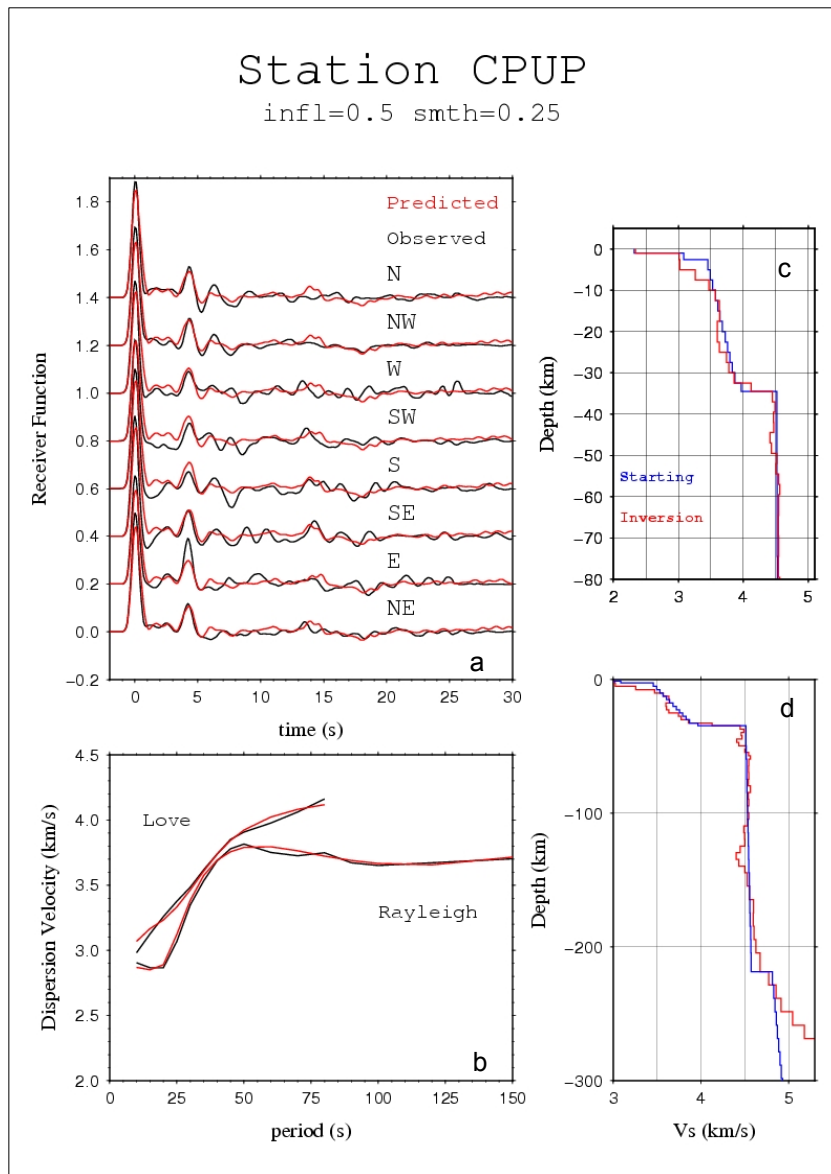 Station CPUP
infl=0.5 smth=0.25
Receiver Function
1.8
1.6
1.4
1.2
1.0
0.8
0.6
0.4
0.2
0.0
−0.2
Predicted
Observed
N
NW
W
SW
S
SE
E
NE
a
0 5 10 15 20 25 30
time (s)
Depth (km)
0
−10
−20
−30
−40
−50
−60
−70
−80
c
Starting
Inversion
2 3 4 5
Dispersion Velocity (km/s)
4.5
4.0
3.5
3.0
2.5
2.0
Love
Rayleigh
b
0 25 50 75 100 125 150
period (s)
Depth (km)
0
−100
−200
−300
d
3 4 5
Vs (km/s)